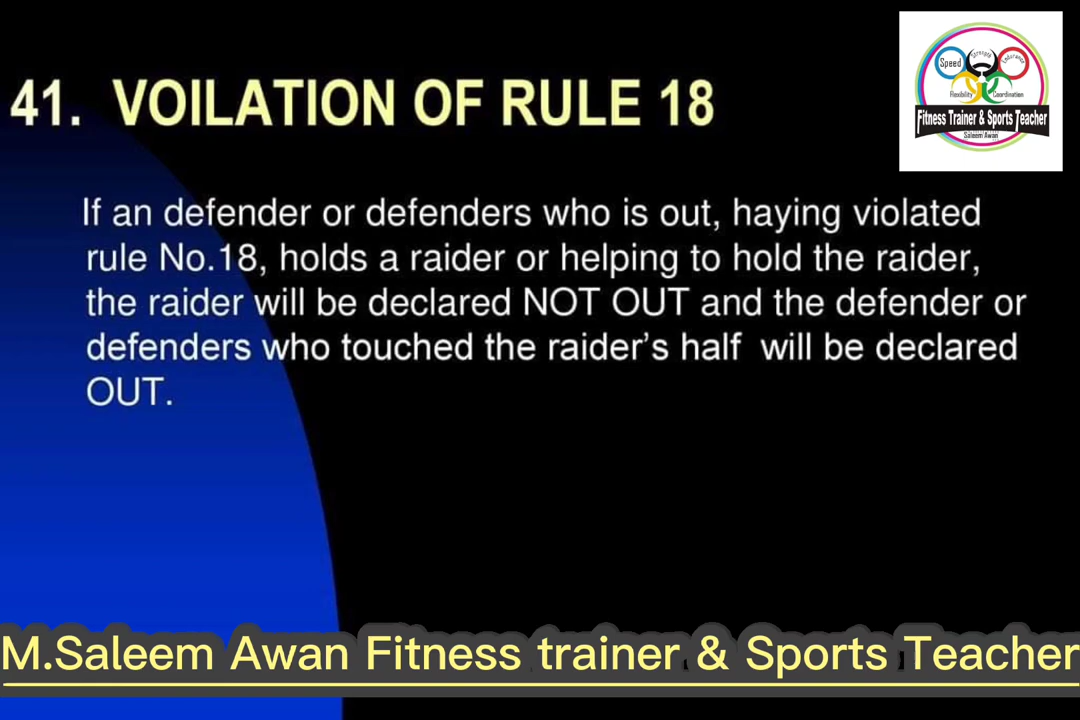 41. VOILATION OF RULE 18
If an defender or defenders who is out, haying violated
rule No.18, holds a raider or helping to hold the raider,
the raider will be declared NOT OUT and the defender or
defenders who touched the raider's half will be declared
OUT.
Speed
Strength
Endurance
Flexibility
Coordination
Fitness Trainer & Sports Teacher
Saleem Awan
M.Saleem Awan Fitness trainer & Sports Teacher